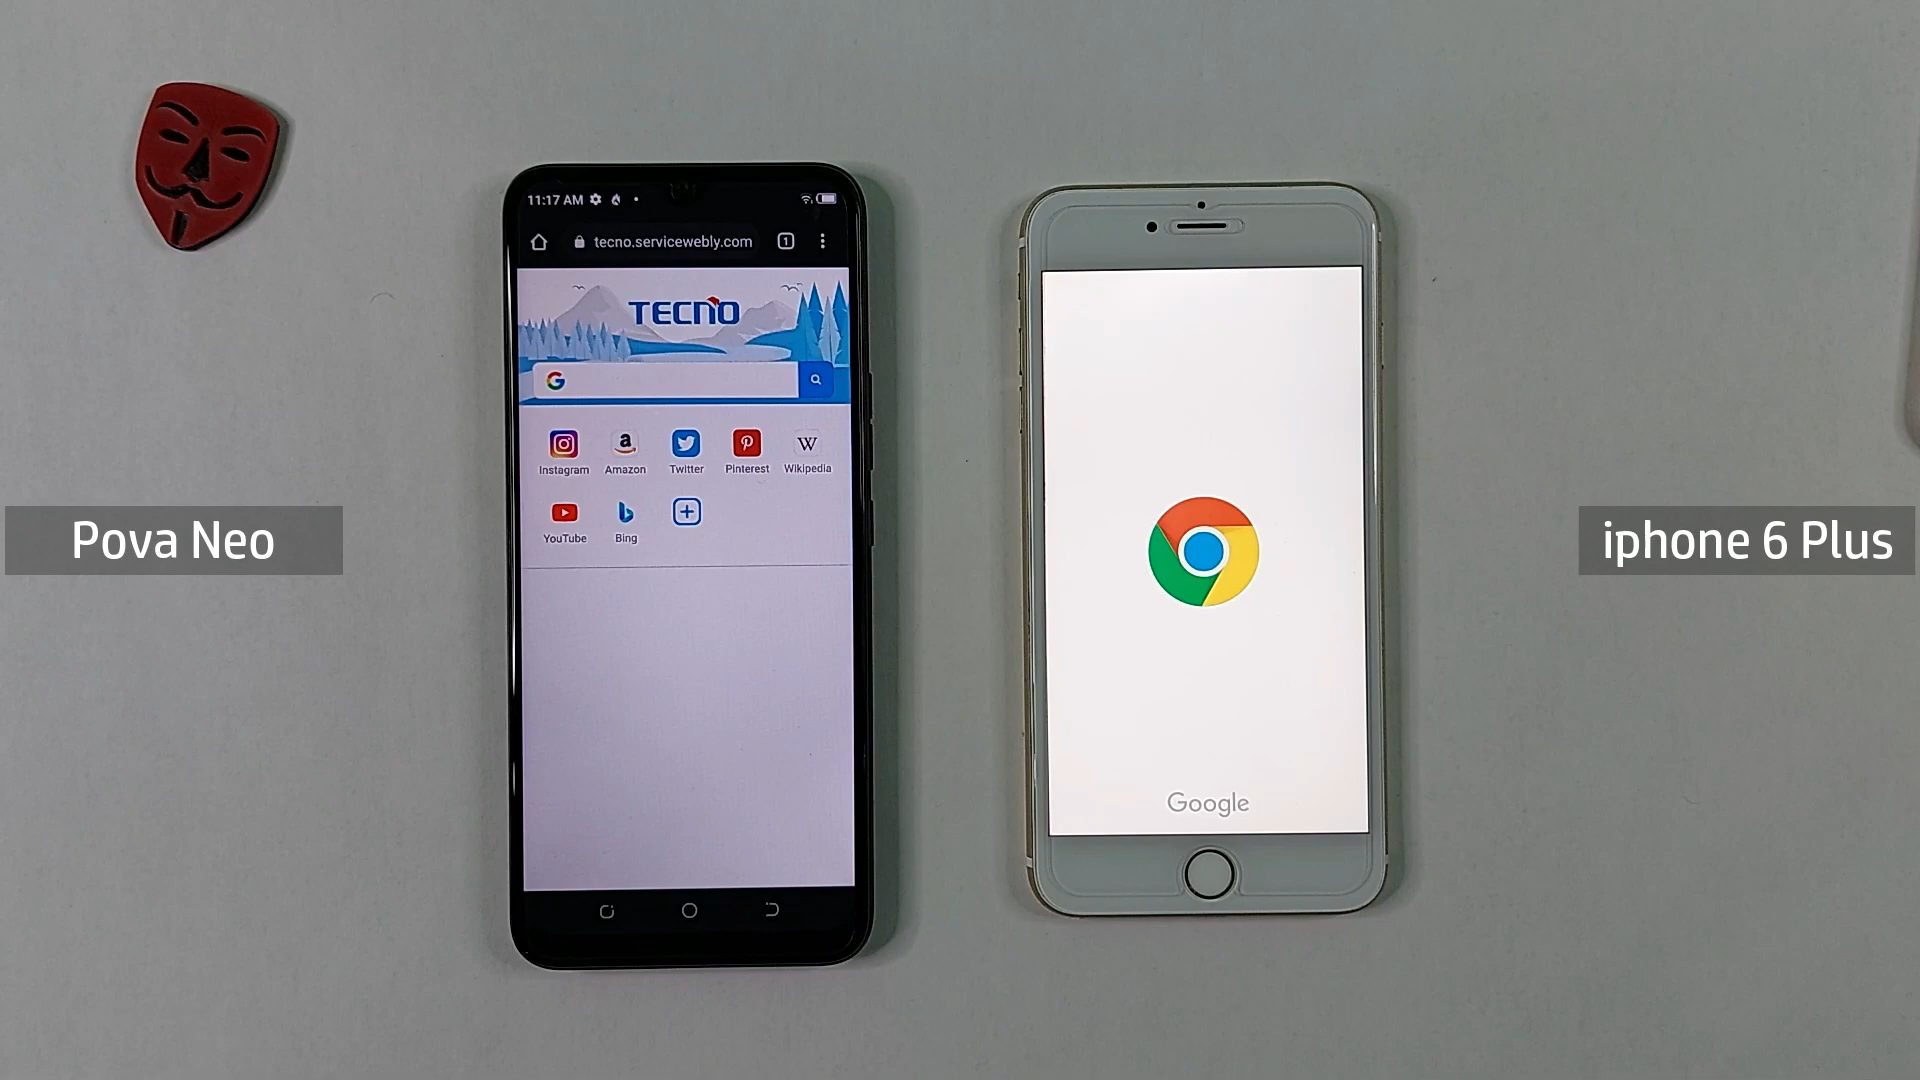 11:17 AM
tecno.servicewebly.com
1
TECNO
G
Instagram
Amazon
Twitter
Pinterest
W
Wikipedia
YouTube
Bing
Pova Neo
iphone 6 Plus
Google